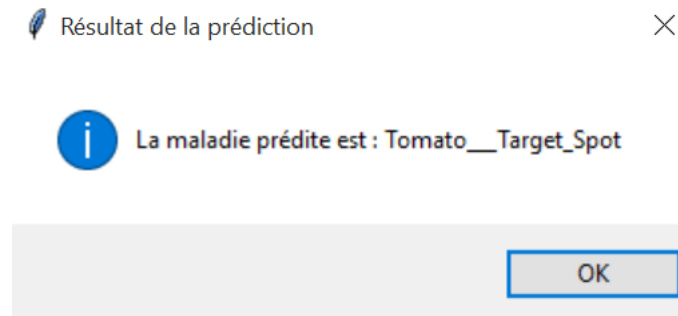 Résultat de la prédiction
La maladie prédite est : Tomato___Target_Spot
OK